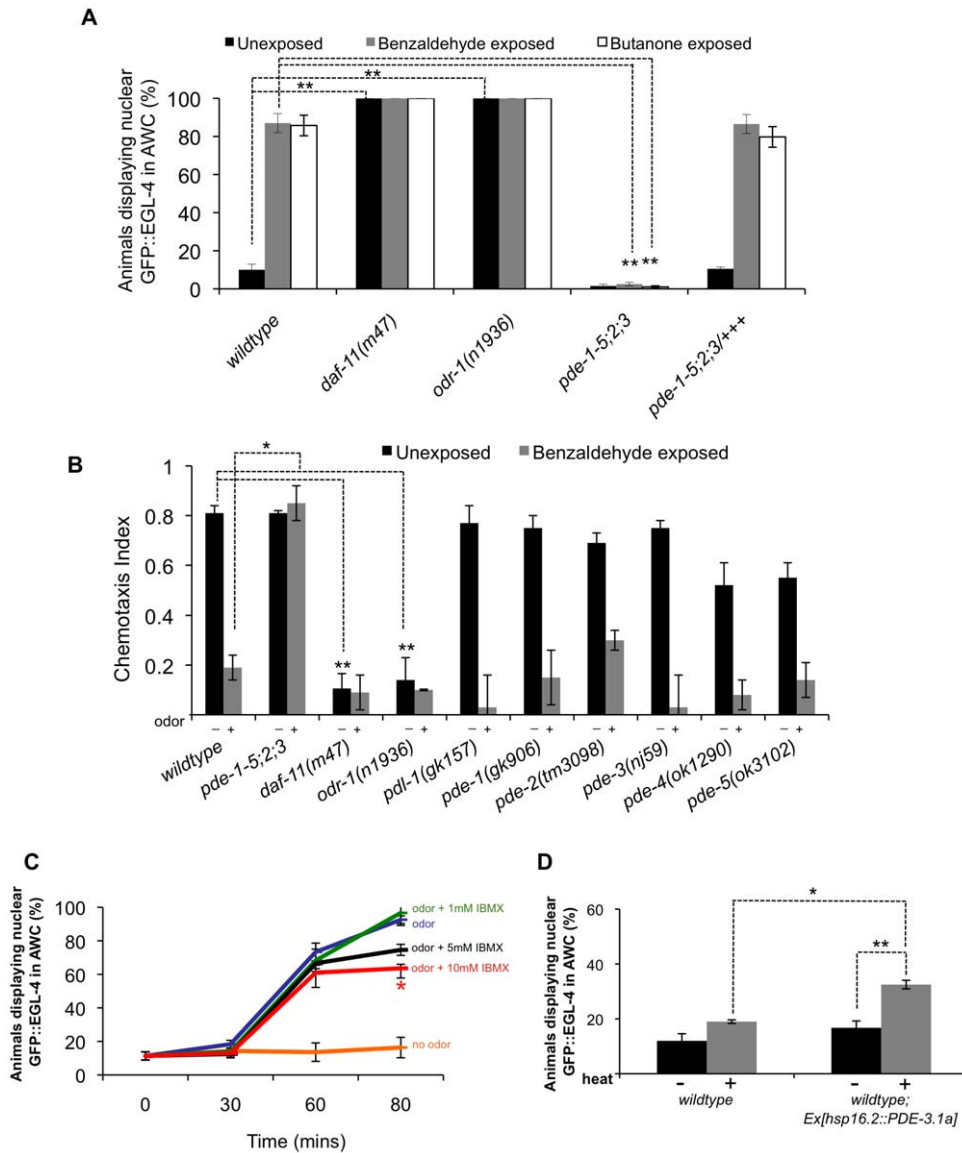 A
Unexposed Benzaldehyde exposed Butanone exposed
Animals displaying nuclear
GFP::EGL-4 in AWC (%)
100
80
60
40
20
0
**
**
** **
wildtype
daf-11(m47)
odr-1(n1936)
pde-1-5;2;3
pde-1-5;2;3/+++
B
Unexposed Benzaldehyde exposed
Chemotaxis Index
1
0.8
0.6
0.4
0.2
*
**
**
odor
– + – + – + – + – + – + – + – + – + – +
wildtype
pde-1-5;2;3
daf-11(m47)
odr-1(n1936)
pdl-1(gk157)
pde-1(gk906)
pde-2(tm3098)
pde-3(nj59)
pde-4(ok1290)
pde-5(ok3102)
C
Animals displaying nuclear
GFP::EGL-4 in AWC (%)
100
80
60
40
20
0
odor + 1mM IBMX
odor
odor + 5mM IBMX
odor + 10mM IBMX
*
no odor
0 30 60 80
Time (mins)
D
Animals displaying nuclear
GFP::EGL-4 in AWC (%)
60
40
20
*
**
heat
- + - +
wildtype
wildtype;
Ex[hsp16.2::PDE-3.1a]